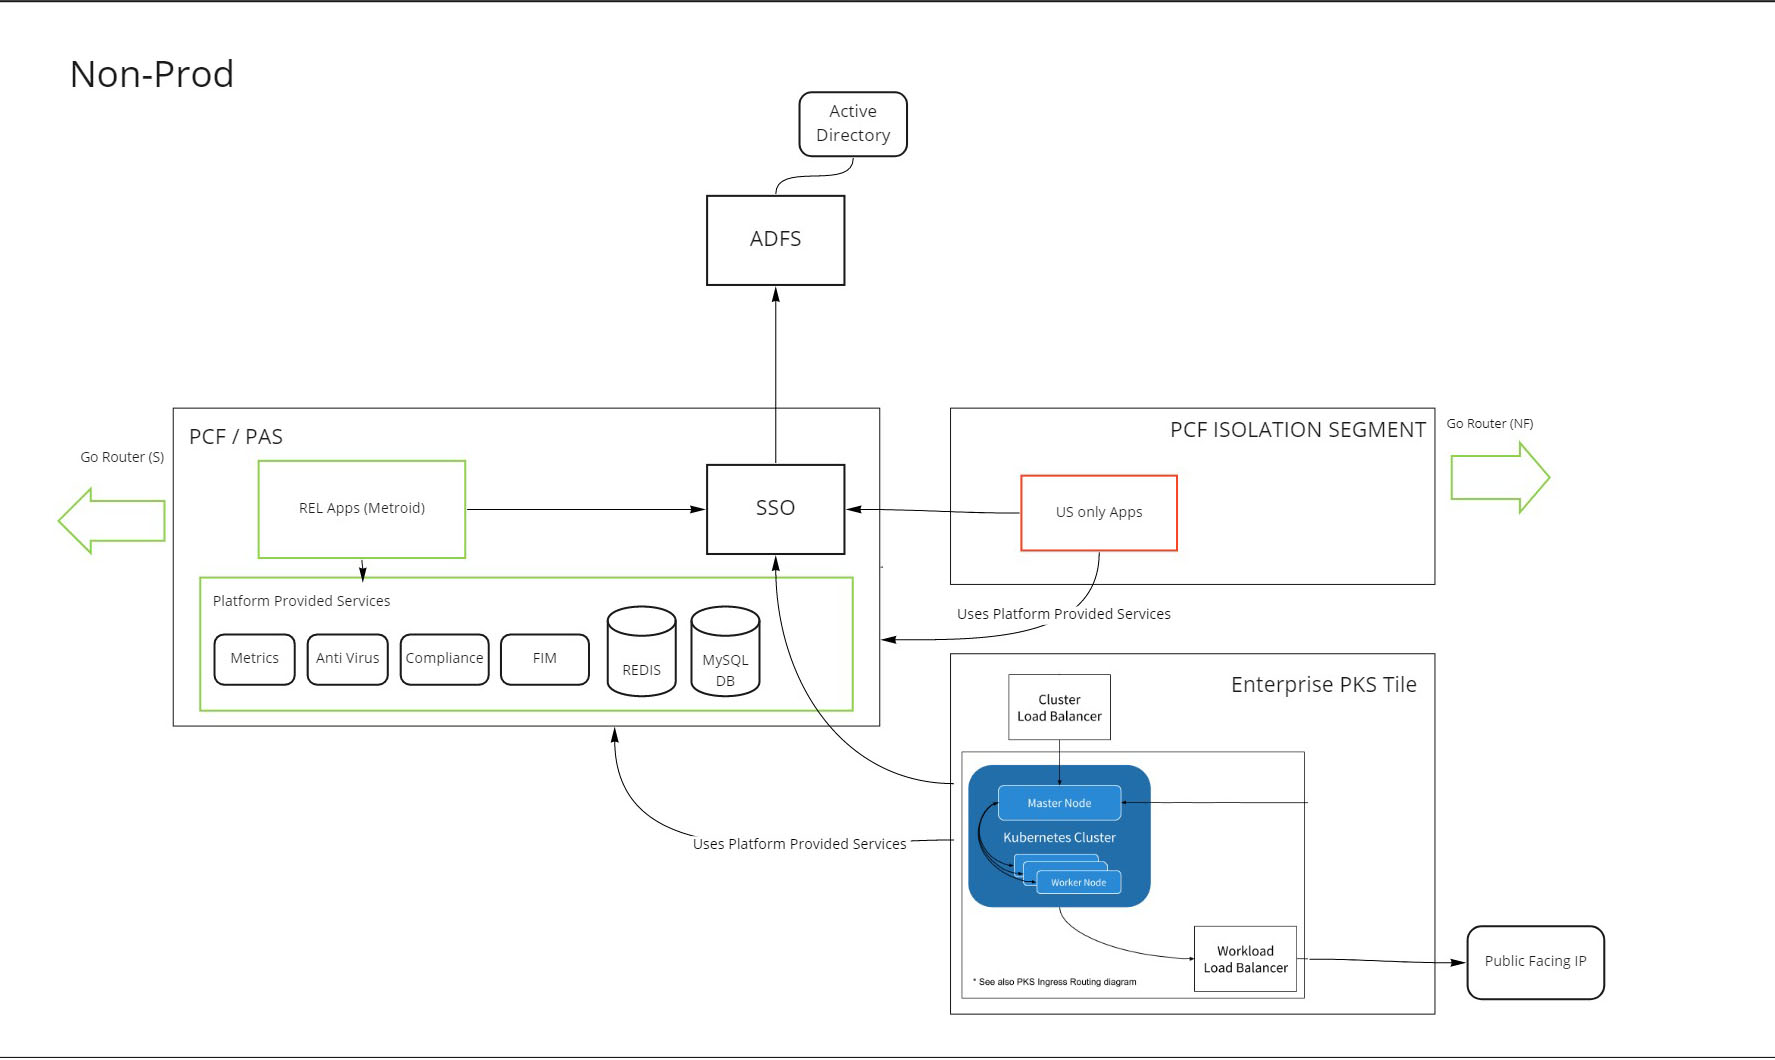 Non-Prod
Active
Directory
ADFS
PCF / PAS
PCF ISOLATION SEGMENT
Go Router (NF)
Go Router (S)
REL Apps (Metroid)
SSO
US only Apps
Platform Provided Services
Uses Platform Provided Services
Metrics
Anti Virus
Compliance
FIM
REDIS
MySQL
DB
Enterprise PKS Tile
Cluster
Load Balancer
Master Node
Kubernetes Cluster
Worker Node
Uses Platform Provided Services
Workload
Load Balancer
Public Facing IP
* See also PKS Ingress Routing diagram